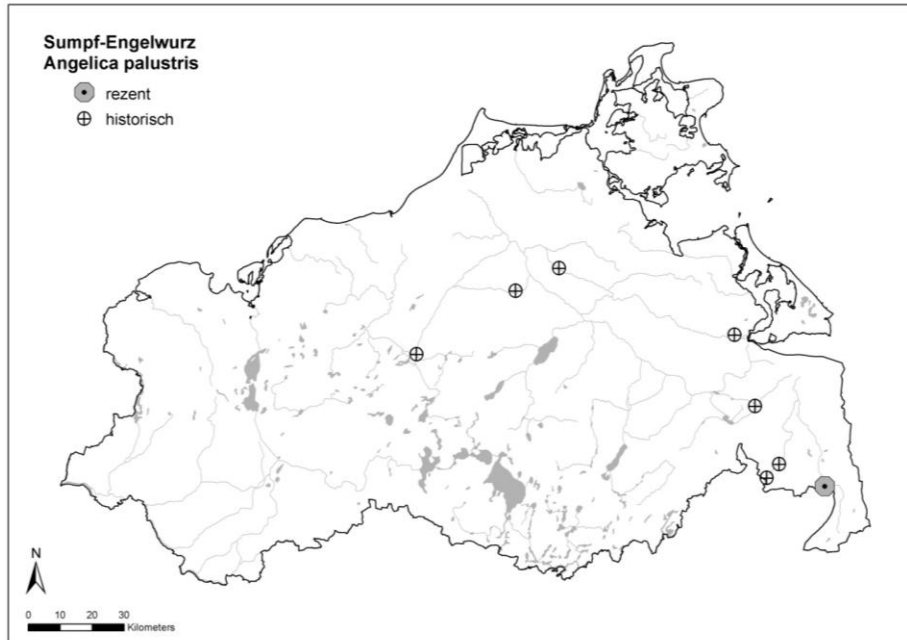 Sumpf-Engelwurz
Angelica palustris
rezent
historisch
N
0 10 20 30
Kilometers